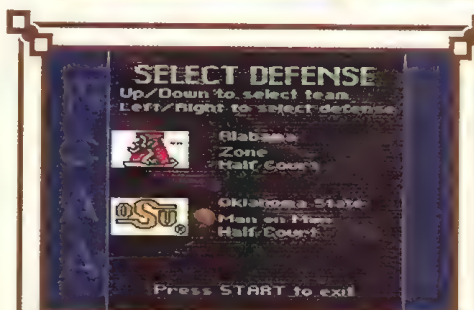 SELECT DEFENSE
Up/Down to select team
Left/Right to select defense
Alabama
Zone
Half Court
OSU
Oklahoma State
Man on Man
Half Court
Press START to exit